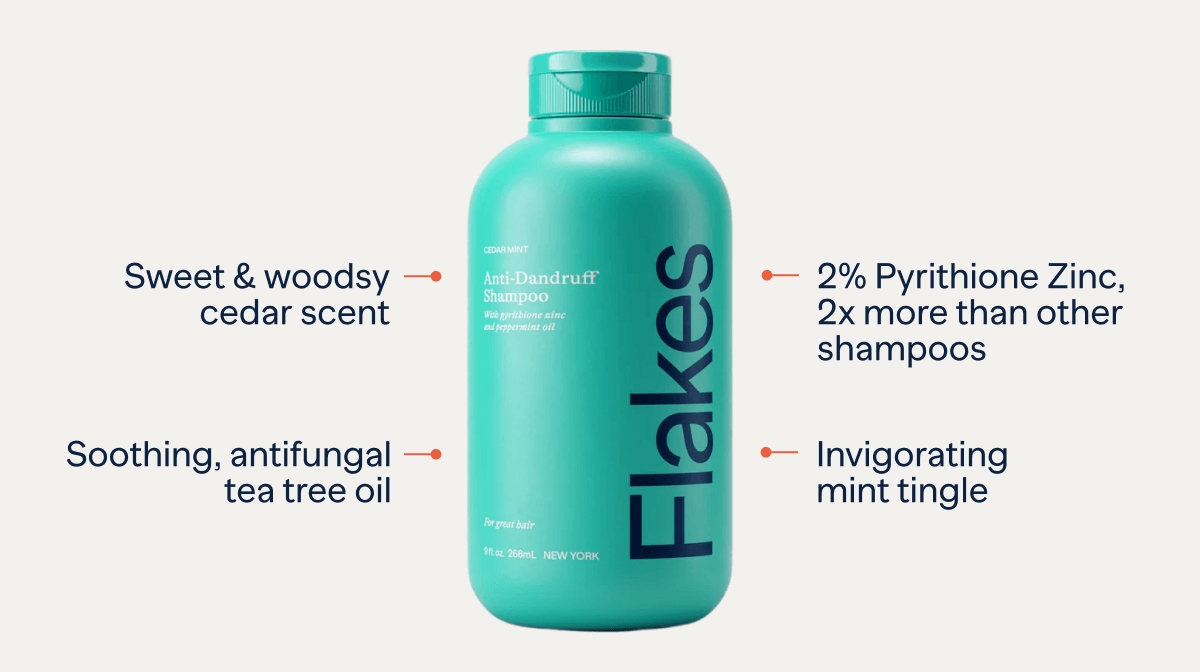 Sweet & woodsy
cedar scent
Soothing, antifungal
tea tree oil
CEDAR MINT
Anti-Dandruff
Shampoo
With pyrithione zinc
and peppermint oil
For great hair
9 fl. oz. 266mL NEW YORK
Flakes
2% Pyrithione Zinc,
2x more than other
shampoos
Invigorating
mint tingle